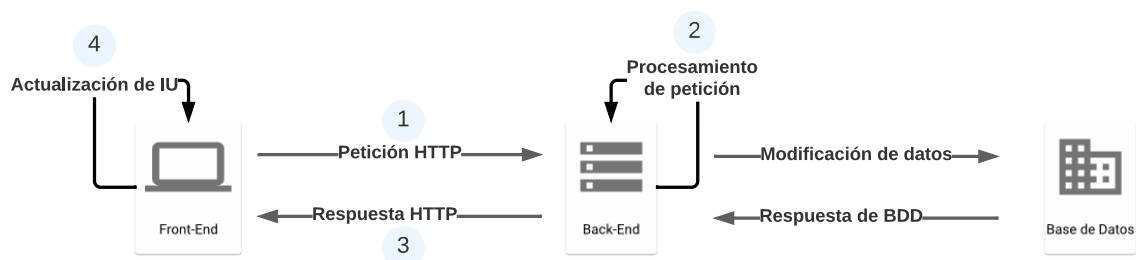 4
2
Actualización de IU
Procesamiento
de petición
1
Petición HTTP
Modificación de datos
Respuesta HTTP
Respuesta de BDD
Front-End
Back-End
Base de Datos
3